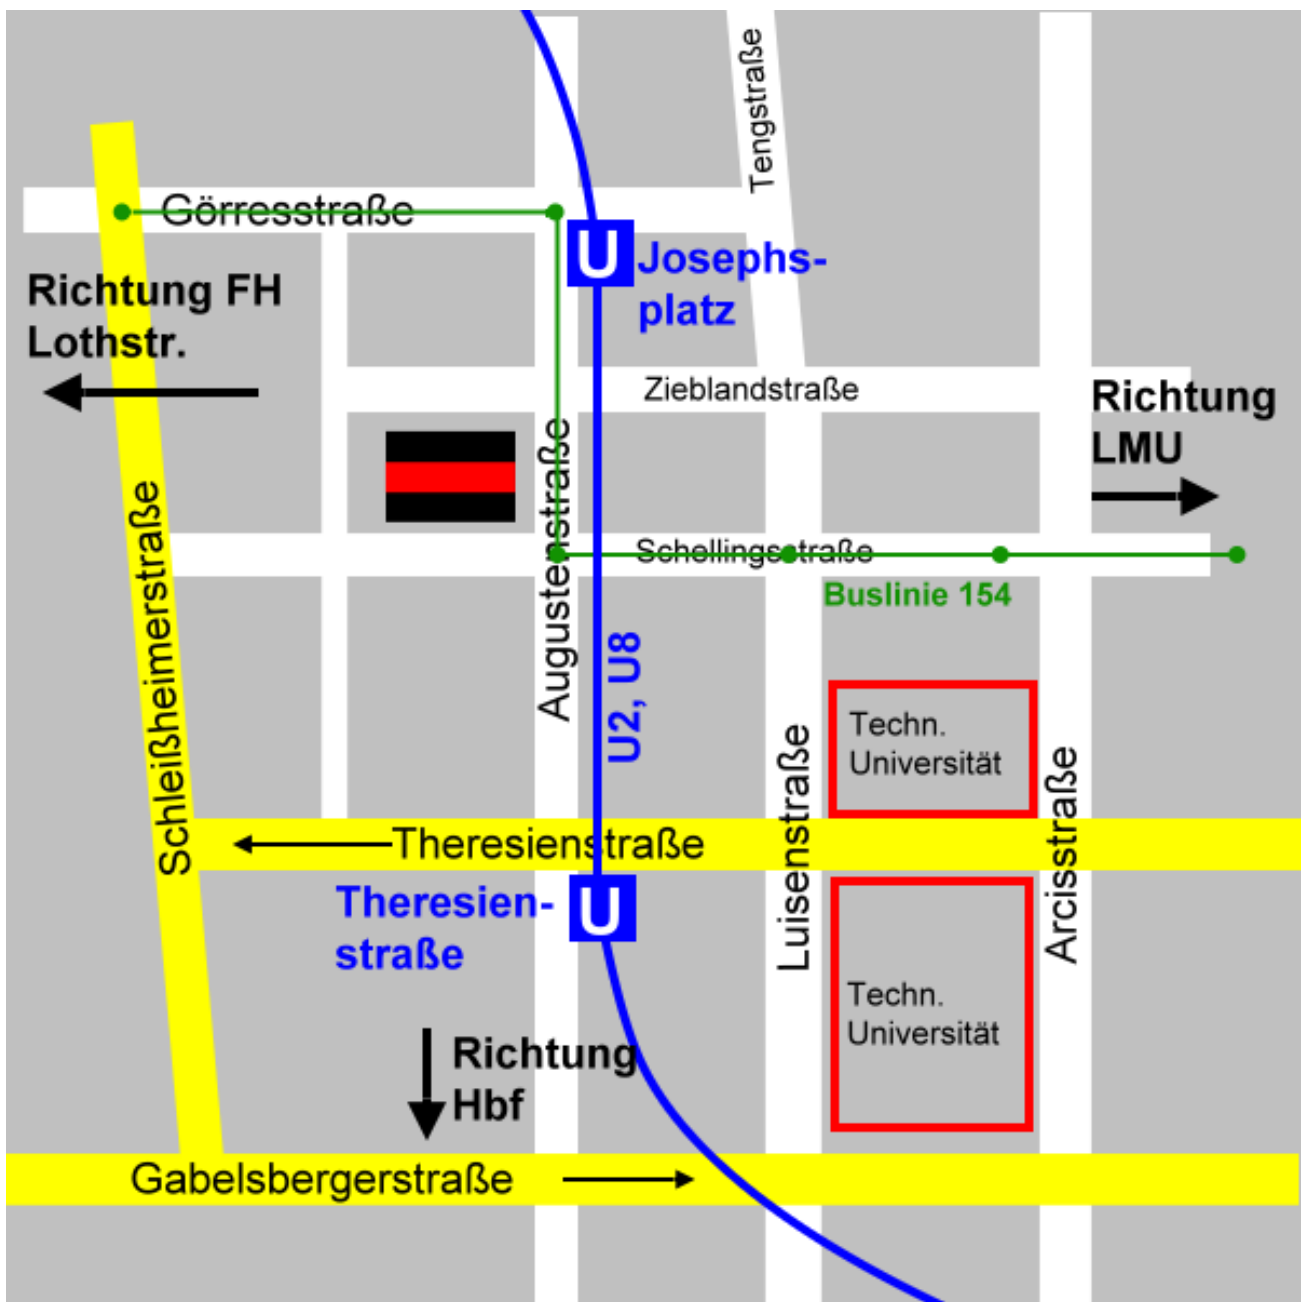 Tengstraße
Görresstraße
U
Josephs-
platz
Richtung FH
Lothstr.
Zieblandstraße
Richtung
LMU
Augustenstraße
Schellingsstraße
Buslinie 154
Schleißheimerstraße
U2, U8
Techn.
Universität
Luisenstraße
Arcisstraße
Theresienstraße
Theresien-
straße
U
Techn.
Universität
Richtung
Hbf
Gabelsbergerstraße